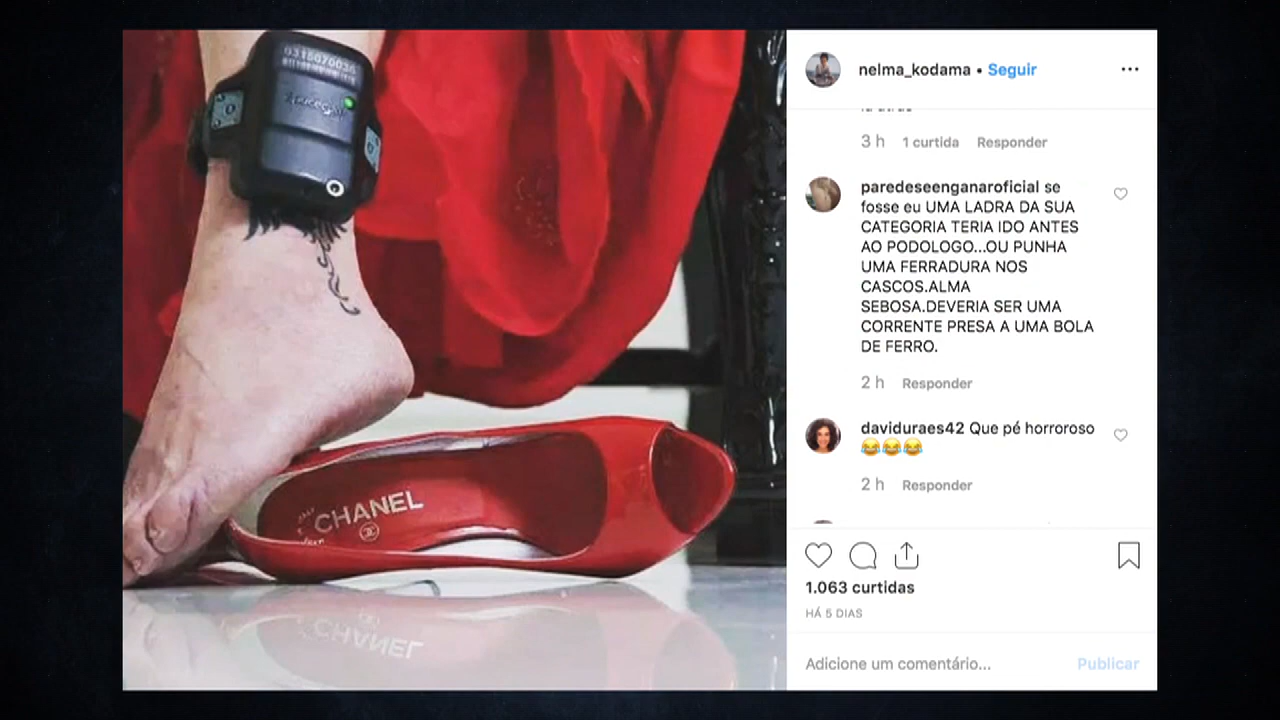 0315070036
CHANEL
nelma_kodama • Seguir
3 h 1 curtida Responder
paredeseenganaroficial se
fosse eu UMA LADRA DA SUA
CATEGORIA TERIA IDO ANTES
AO PODOLOGO...OU PUNHA
UMA FERRADURA NOS
CASCOS.ALMA
SEBOSA.DEVERIA SER UMA
CORRENTE PRESA A UMA BOLA
DE FERRO.
2 h Responder
daviduraes42 Que pé horroroso
😂😂😂
2 h Responder
1.063 curtidas
HÁ 5 DIAS
Adicione um comentário... Publicar